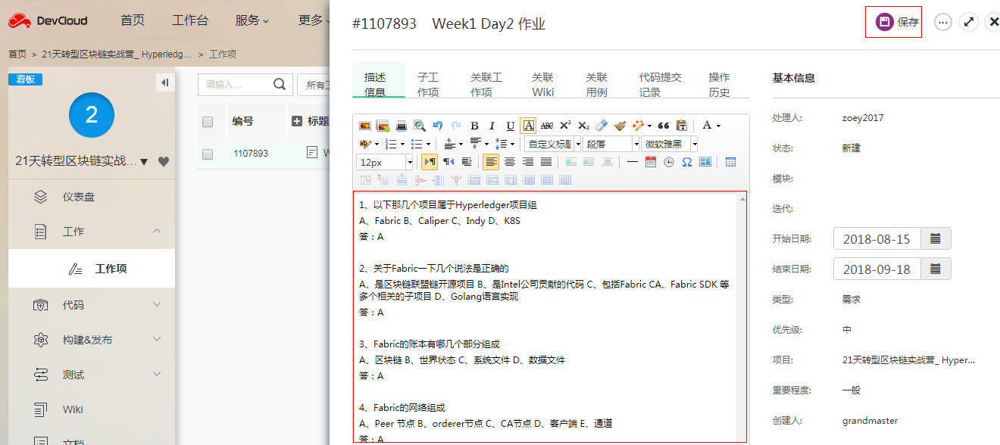 DevCloud
首页
工作台
服务
更多
首页 > 21天转型区块链实战营_ Hyperledg... > 工作项
看板
2
21天转型区块链实战...
仪表盘
工作
工作项
代码
构建&发布
测试
Wiki
文档
请输入...
编号
标题
1107893
#1107893 Week1 Day2 作业
保存
描述信息
子工作项
关联工作项
关联Wiki
关联用例
代码提交记录
操作历史
自定义标题
段落
微软雅黑
12px
1、以下那几个项目属于Hyperledger项目组
A、Fabric B、Caliper C、Indy D、K8S
答：A
2、关于Fabric一下几个说法是正确的
A、是区块链联盟链开源项目 B、是Intel公司贡献的代码 C、包括Fabric CA、Fabric SDK 等
多个相关的子项目 D、Golang语言实现
答：A
3、Fabric的账本有哪几个部分组成
A、区块链 B、世界状态 C、系统文件 D、数据文件
答：A
4、Fabric的网络组成
A、Peer 节点 B、orderer节点 C、CA节点 D、客户端 E、通道
答：A
基本信息
处理人: zoey2017
状态: 新建
模块:
迭代:
开始日期: 2018-08-15
结束日期: 2018-09-18
类型: 需求
优先级: 中
项目: 21天转型区块链实战营_ Hyper...
重要程度: 一般
创建人: grandmaster